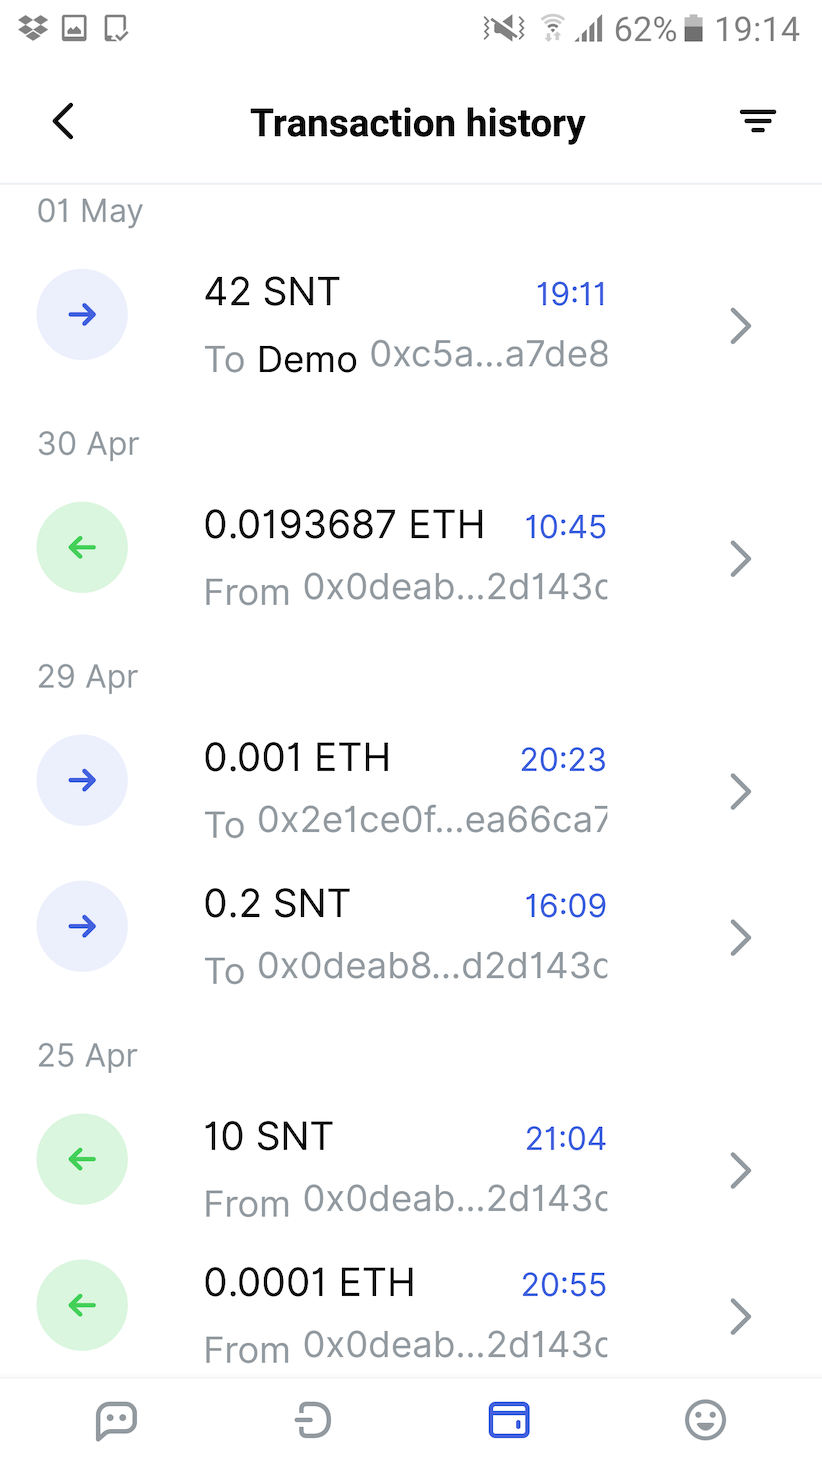 62% 19:14
Transaction history
01 May
42 SNT 19:11
To Demo 0xc5a...a7de8
30 Apr
0.0193687 ETH 10:45
From 0x0deab...2d143c
29 Apr
0.001 ETH 20:23
To 0x2e1ce0f...ea66ca7
0.2 SNT 16:09
To 0x0deab8...d2d143c
25 Apr
10 SNT 21:04
From 0x0deab...2d143c
0.0001 ETH 20:55
From 0x0deab...2d143c